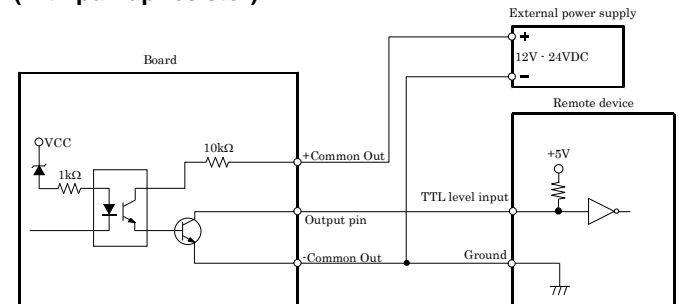 External power supply
+
12V - 24VDC
-
Board
Remote device
VCC
1kΩ
10kΩ
+Common Out
+5V
TTL level input
Output pin
-Common Out
Ground